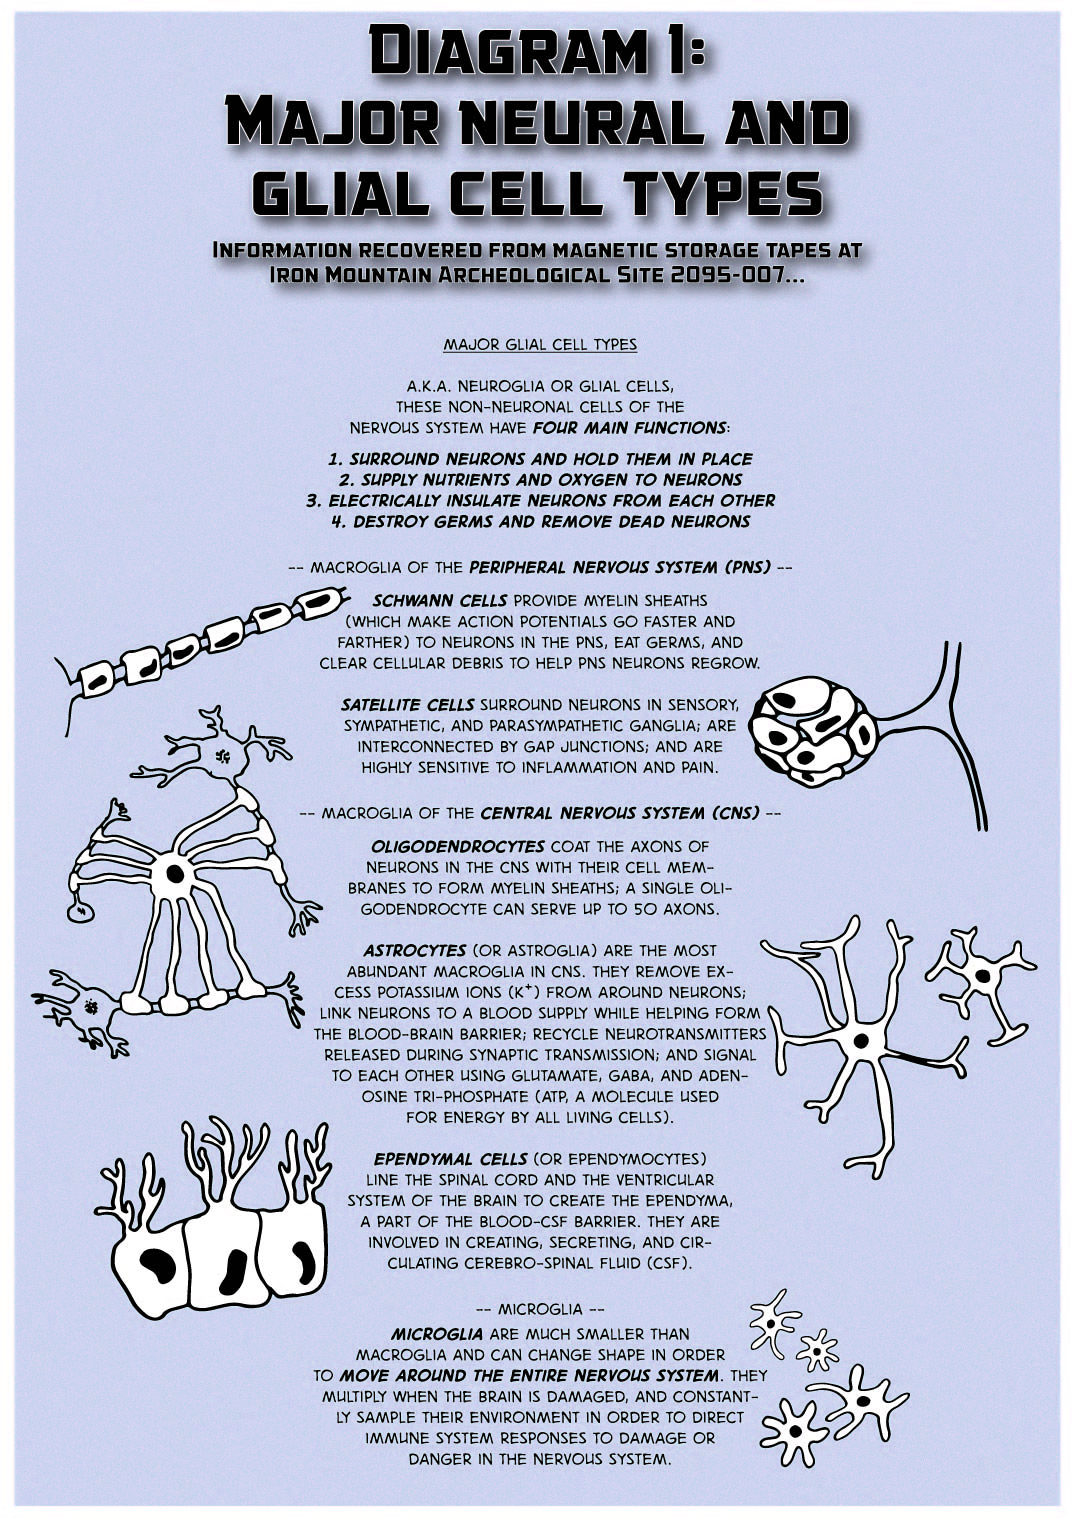 Diagram 1:
Major neural and
glial cell types
Information recovered from magnetic storage tapes at
Iron Mountain Archeological Site 2095-007...
MAJOR GLIAL CELL TYPES
A.K.A. NEUROGLIA OR GLIAL CELLS,
THESE NON-NEURONAL CELLS OF THE
NERVOUS SYSTEM HAVE FOUR MAIN FUNCTIONS:
1. SURROUND NEURONS AND HOLD THEM IN PLACE
2. SUPPLY NUTRIENTS AND OXYGEN TO NEURONS
3. ELECTRICALLY INSULATE NEURONS FROM EACH OTHER
4. DESTROY GERMS AND REMOVE DEAD NEURONS
-- MACROGLIA OF THE PERIPHERAL NERVOUS SYSTEM (PNS) --
SCHWANN CELLS PROVIDE MYELIN SHEATHS
(WHICH MAKE ACTION POTENTIALS GO FASTER AND
FARTHER) TO NEURONS IN THE PNS, EAT GERMS, AND
CLEAR CELLULAR DEBRIS TO HELP PNS NEURONS REGROW.
SATELLITE CELLS SURROUND NEURONS IN SENSORY,
SYMPATHETIC, AND PARASYMPATHETIC GANGLIA; ARE
INTERCONNECTED BY GAP JUNCTIONS; AND ARE
HIGHLY SENSITIVE TO INFLAMMATION AND PAIN.
-- MACROGLIA OF THE CENTRAL NERVOUS SYSTEM (CNS) --
OLIGODENDROCYTES COAT THE AXONS OF
NEURONS IN THE CNS WITH THEIR CELL MEM-
BRANES TO FORM MYELIN SHEATHS; A SINGLE OLI-
GODENDROCYTE CAN SERVE UP TO 50 AXONS.
ASTROCYTES (OR ASTROGLIA) ARE THE MOST
ABUNDANT MACROGLIA IN CNS. THEY REMOVE EX-
CESS POTASSIUM IONS (K⁺) FROM AROUND NEURONS;
LINK NEURONS TO A BLOOD SUPPLY WHILE HELPING FORM
THE BLOOD-BRAIN BARRIER; RECYCLE NEUROTRANSMITTERS
RELEASED DURING SYNAPTIC TRANSMISSION; AND SIGNAL
TO EACH OTHER USING GLUTAMATE, GABA, AND ADEN-
OSINE TRI-PHOSPHATE (ATP, A MOLECULE USED
FOR ENERGY BY ALL LIVING CELLS).
EPENDYMAL CELLS (OR EPENDYMOCYTES)
LINE THE SPINAL CORD AND THE VENTRICULAR
SYSTEM OF THE BRAIN TO CREATE THE EPENDYMA,
A PART OF THE BLOOD-CSF BARRIER. THEY ARE
INVOLVED IN CREATING, SECRETING, AND CIR-
CULATING CEREBRO-SPINAL FLUID (CSF).
-- MICROGLIA --
MICROGLIA ARE MUCH SMALLER THAN
MACROGLIA AND CAN CHANGE SHAPE IN ORDER
TO MOVE AROUND THE ENTIRE NERVOUS SYSTEM. THEY
MULTIPLY WHEN THE BRAIN IS DAMAGED, AND CONSTANT-
LY SAMPLE THEIR ENVIRONMENT IN ORDER TO DIRECT
IMMUNE SYSTEM RESPONSES TO DAMAGE OR
DANGER IN THE NERVOUS SYSTEM.